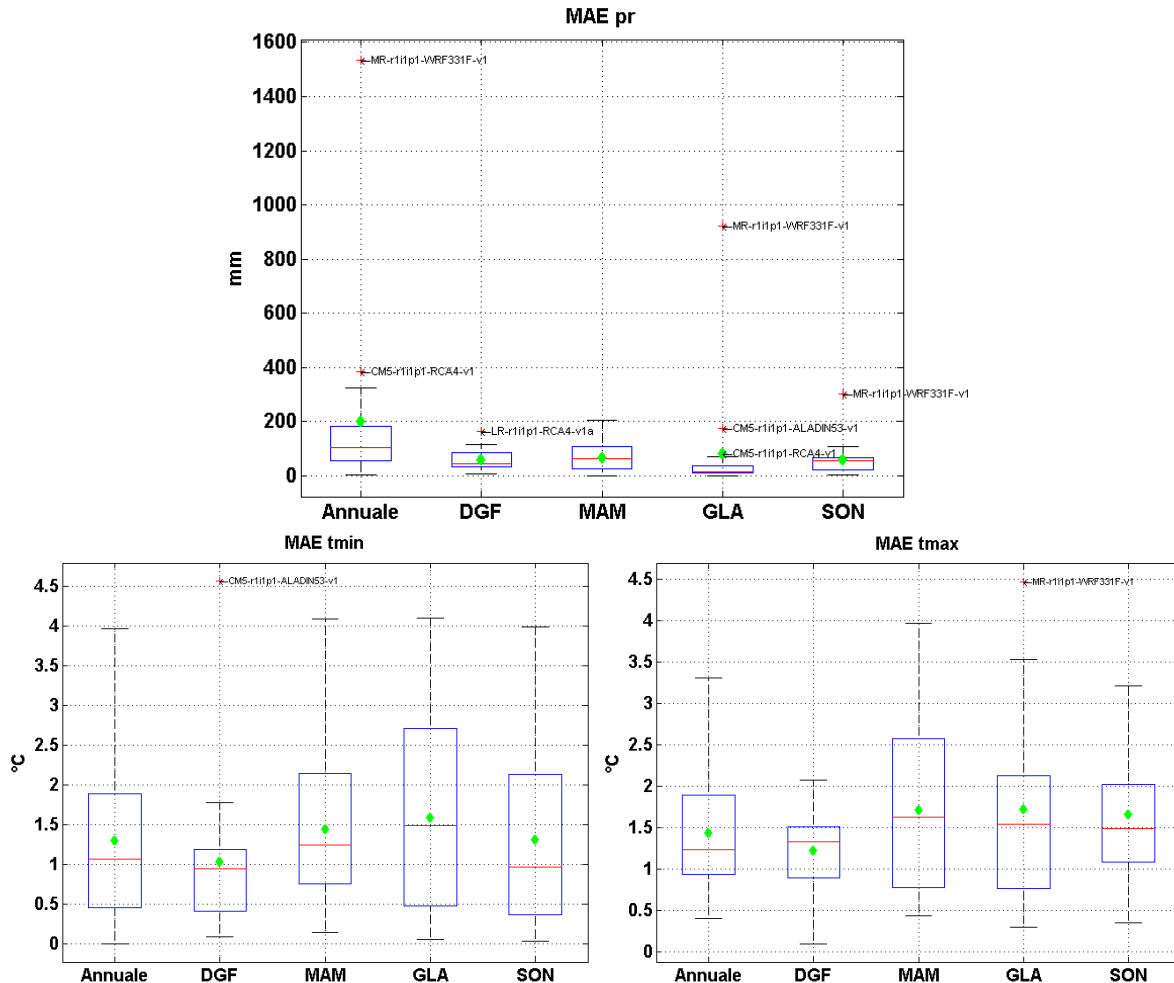 MAE pr
1600
MR-r1i1p1-WRF331F-v1
1400
1200
1000
MR-r1i1p1-WRF331F-v1
800
mm
600
400
CM5-r1i1p1-RCA4-v1
MR-r1i1p1-WRF331F-v1
200
LR-r1i1p1-RCA4-v1a
CM5-r1i1p1-ALADIN53-v1
CM5-r1i1p1-RCA4-v1
0
Annuale DGF MAM GLA SON
MAE tmin
CM5-r1i1p1-ALADIN53-v1
4.5
4
3.5
3
2.5
°C
2
1.5
1
0.5
0
Annuale DGF MAM GLA SON
MAE tmax
4.5
MR-r1i1p1-WRF331F-v1
4
3.5
3
2.5
°C
2
1.5
1
0.5
0
Annuale DGF MAM GLA SON